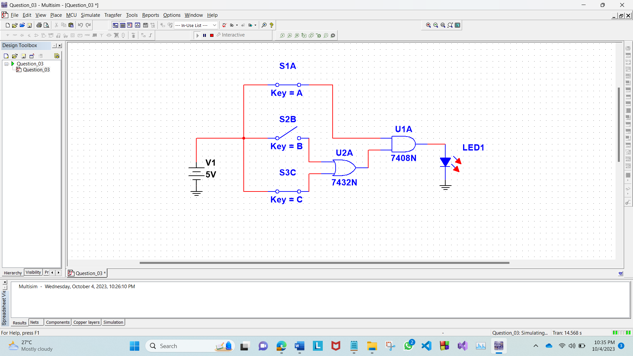 Question_03 - Multisim - [Question_03 *]
File Edit View Place MCU Simulate Transfer Tools Reports Options Window Help
--- In-Use List ---
Interactive
Design Toolbox
Question_03
Question_03
S1A
Key = A
S2B
Key = B
U1A
7408N
LED1
U2A
7432N
V1
5V
S3C
Key = C
Hierarchy Visibility
Question_03 *
Spreadsheet Vie
Multisim - Wednesday, October 4, 2023, 10:26:10 PM
Results Nets Components Copper layers Simulation
For Help, press F1
Question_03: Simulating... Tran: 14.568 s
27°C
Mostly cloudy
Search
10:35 PM
10/4/2023